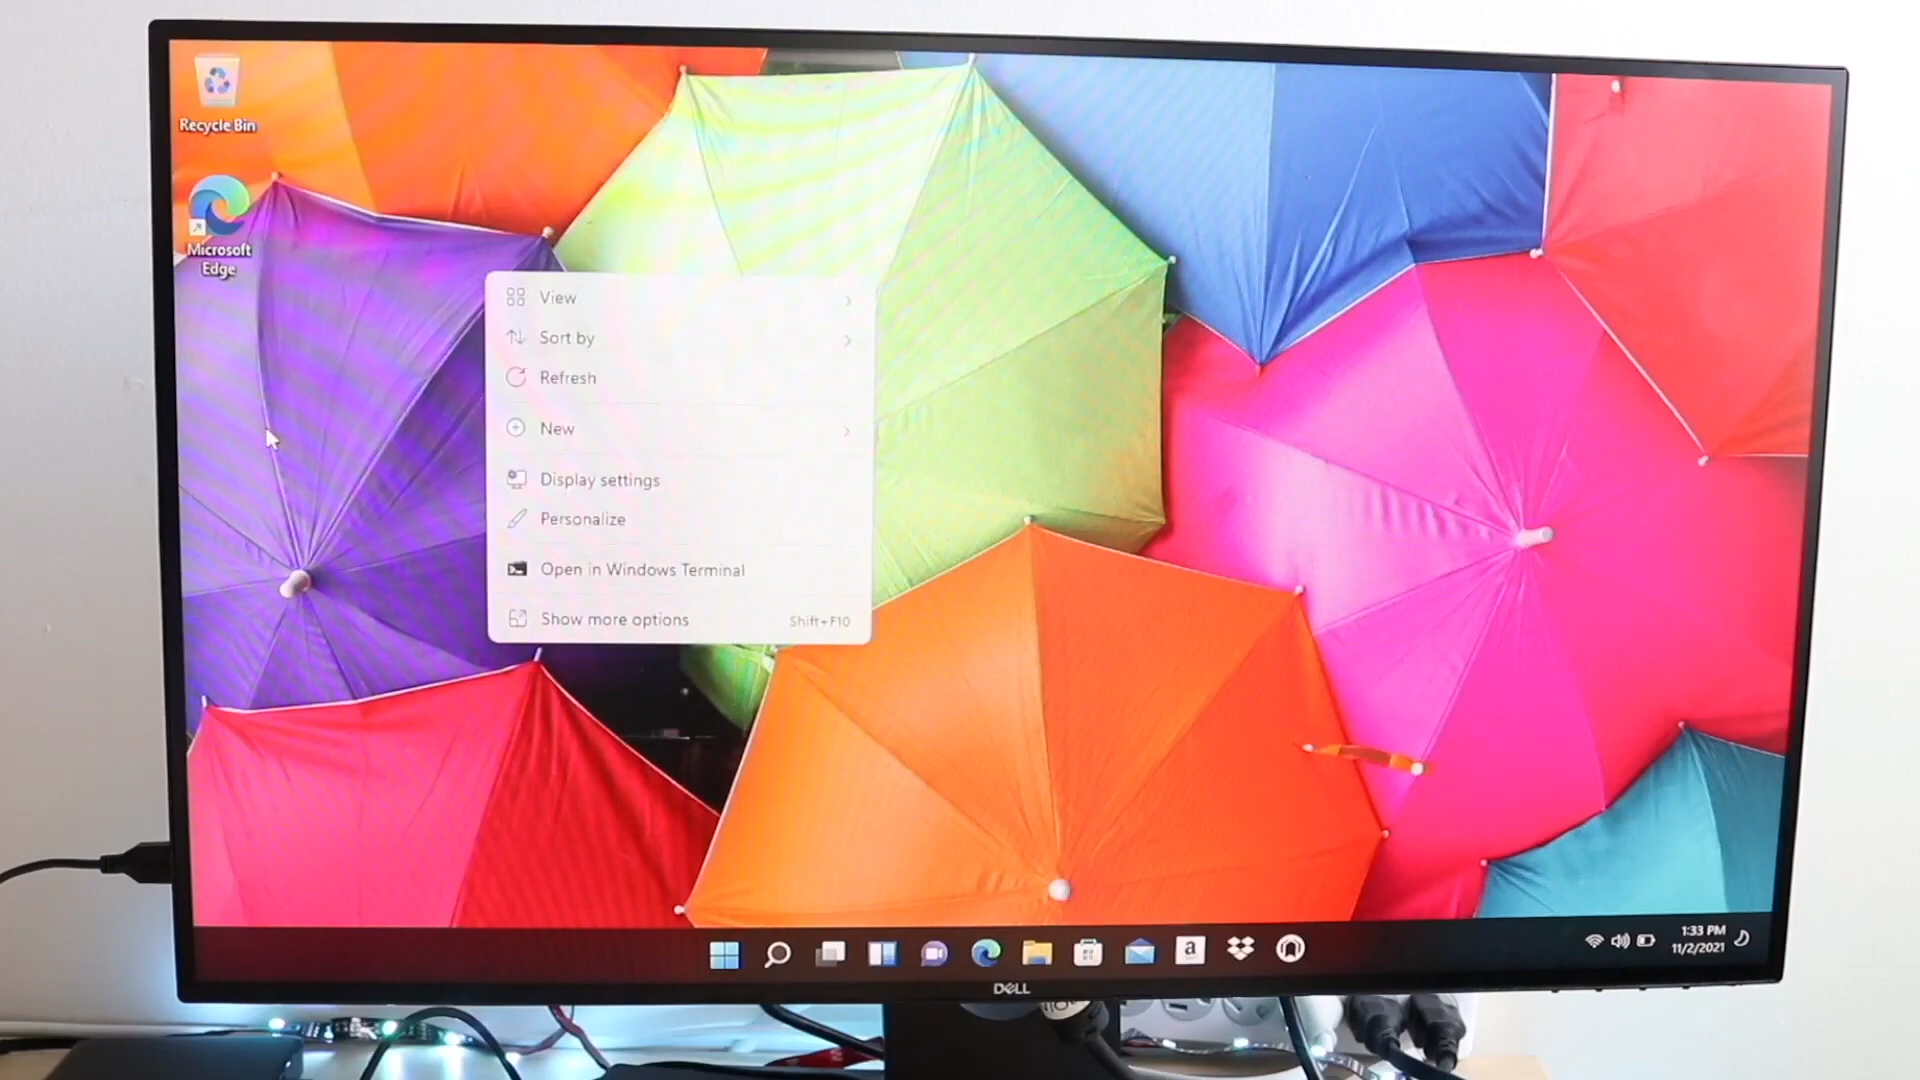 Recycle Bin
Microsoft
Edge
View
Sort by
Refresh
New
Display settings
Personalize
Open in Windows Terminal
Show more options Shift+F10
a
1:33 PM
11/2/2021
DELL